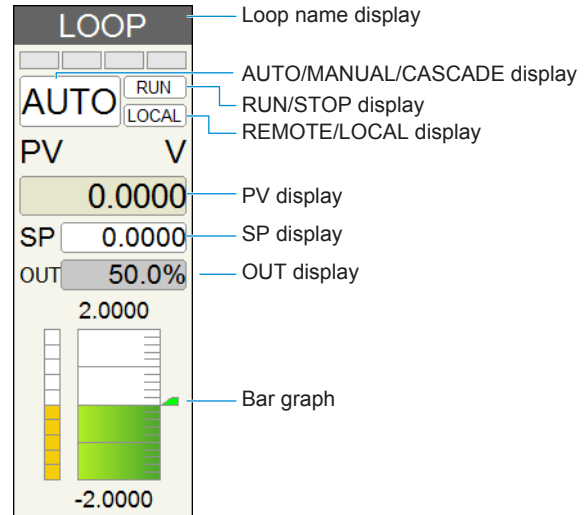 LOOP
Loop name display
AUTO/MANUAL/CASCADE display
AUTO
RUN
RUN/STOP display
LOCAL
REMOTE/LOCAL display
PV V
0.0000
PV display
SP 0.0000
SP display
OUT 50.0%
OUT display
2.0000
Bar graph
-2.0000